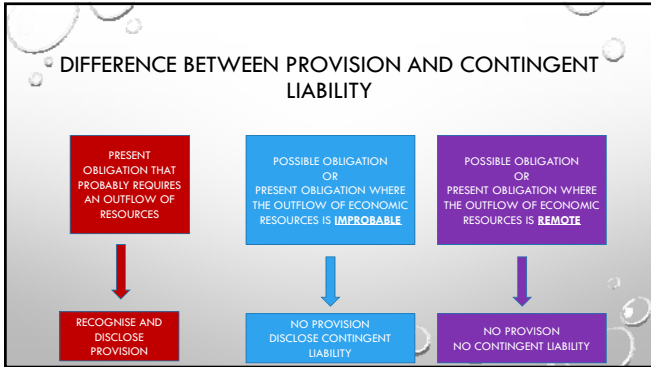 DIFFERENCE BETWEEN PROVISION AND CONTINGENT
LIABILITY
PRESENT
OBLIGATION THAT
PROBABLY REQUIRES
AN OUTFLOW OF
RESOURCES
POSSIBLE OBLIGATION
OR
PRESENT OBLIGATION WHERE
THE OUTFLOW OF ECONOMIC
RESOURCES IS IMPROBABLE
POSSIBLE OBLIGATION
OR
PRESENT OBLIGATION WHERE
THE OUTFLOW OF ECONOMIC
RESOURCES IS REMOTE
RECOGNISE AND
DISCLOSE
PROVISION
NO PROVISION
DISCLOSE CONTINGENT
LIABILITY
NO PROVISON
NO CONTINGENT LIABILITY